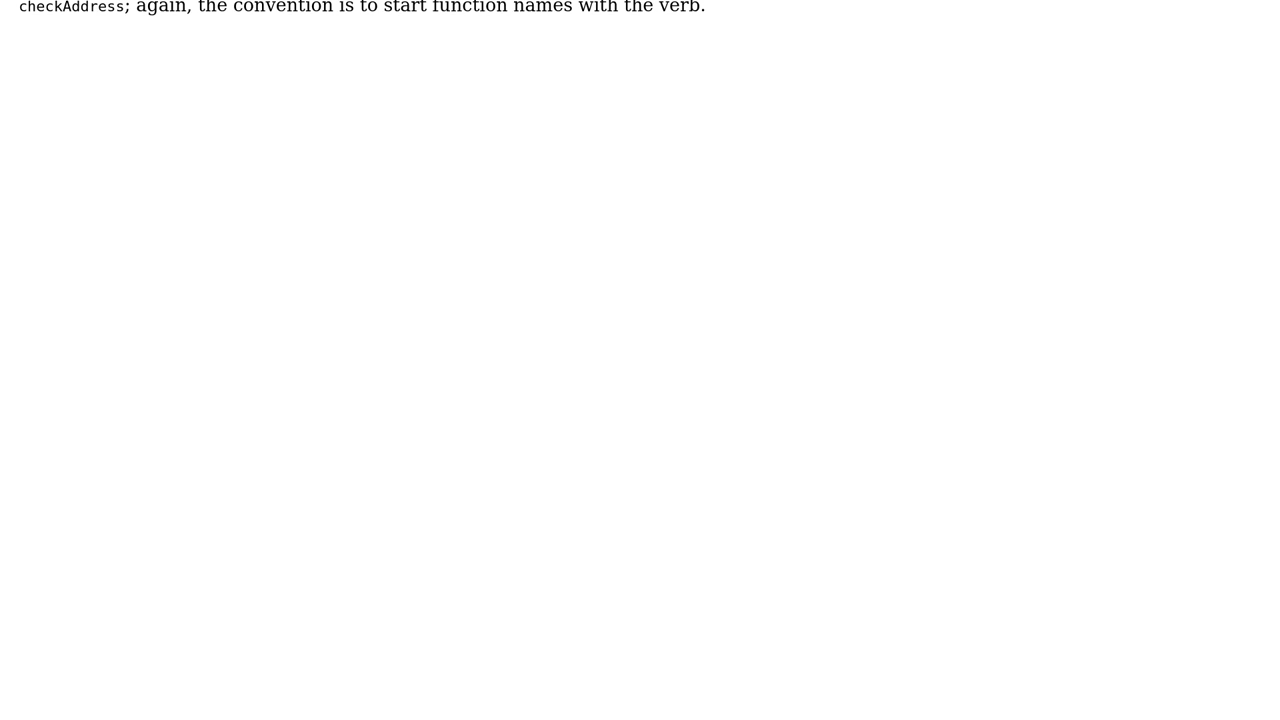 checkAddress; again, the convention is to start function names with the verb.